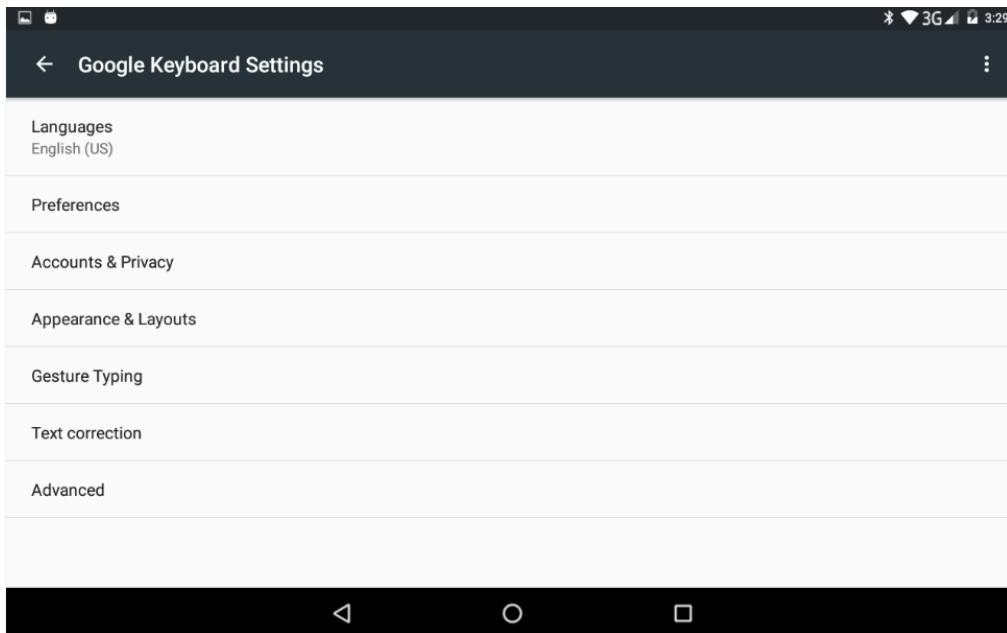 3G 3:29
Google Keyboard Settings
Languages
English (US)
Preferences
Accounts & Privacy
Appearance & Layouts
Gesture Typing
Text correction
Advanced